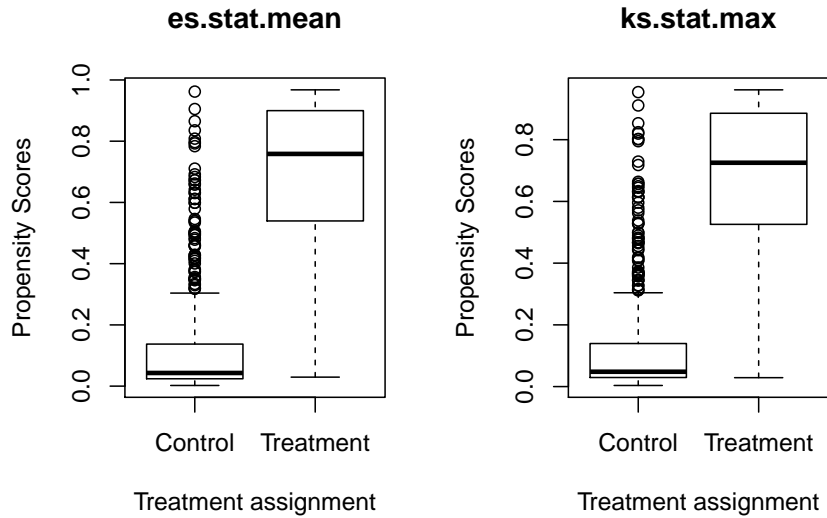 es.stat.mean
Propensity Scores
1.0
0.8
0.6
0.4
0.2
0.0
Control Treatment
Treatment assignment
ks.stat.max
Propensity Scores
0.8
0.6
0.4
0.2
0.0
Control Treatment
Treatment assignment